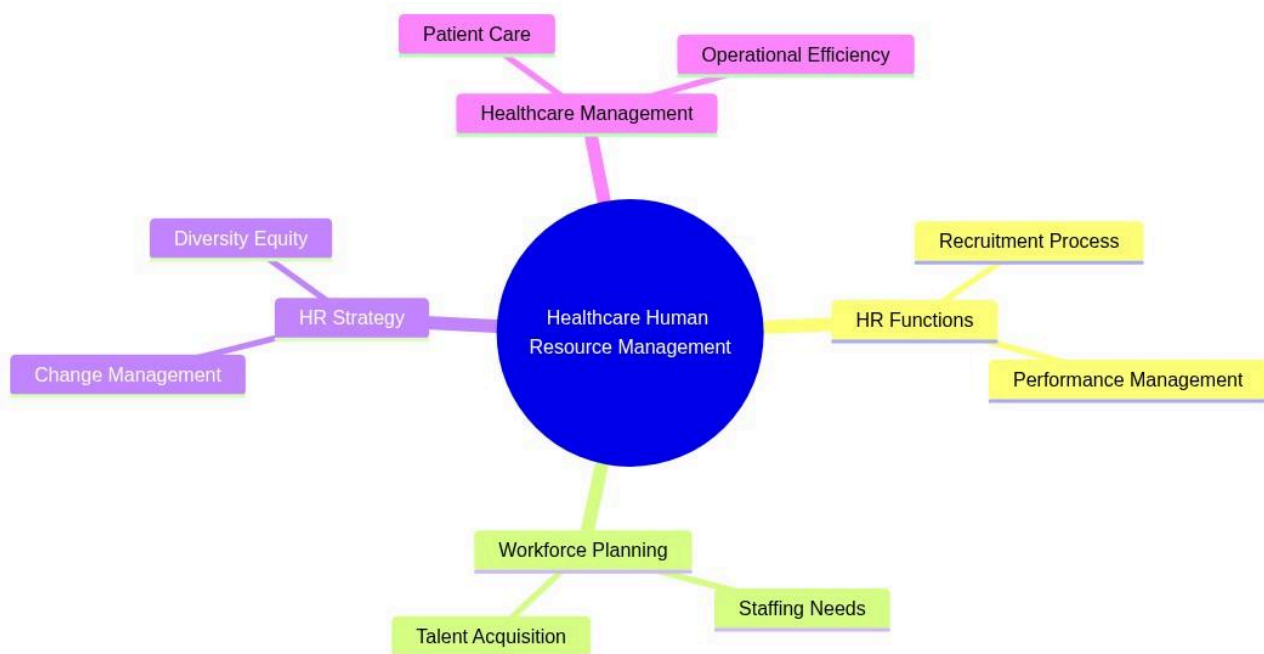 Patient Care
Operational Efficiency
Healthcare Management
Diversity Equity
Recruitment Process
HR Strategy
Healthcare Human
Resource Management
HR Functions
Change Management
Performance Management
Workforce Planning
Staffing Needs
Talent Acquisition